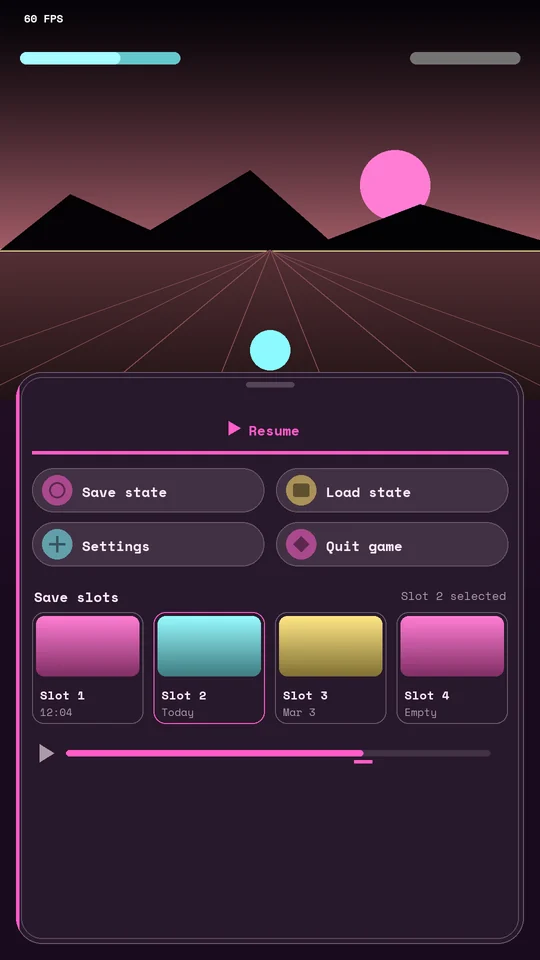 60 FPS
Resume
Save state
Load state
Settings
Quit game
Save slots
Slot 2 selected
Slot 1
12:04
Slot 2
Today
Slot 3
Mar 3
Slot 4
Empty